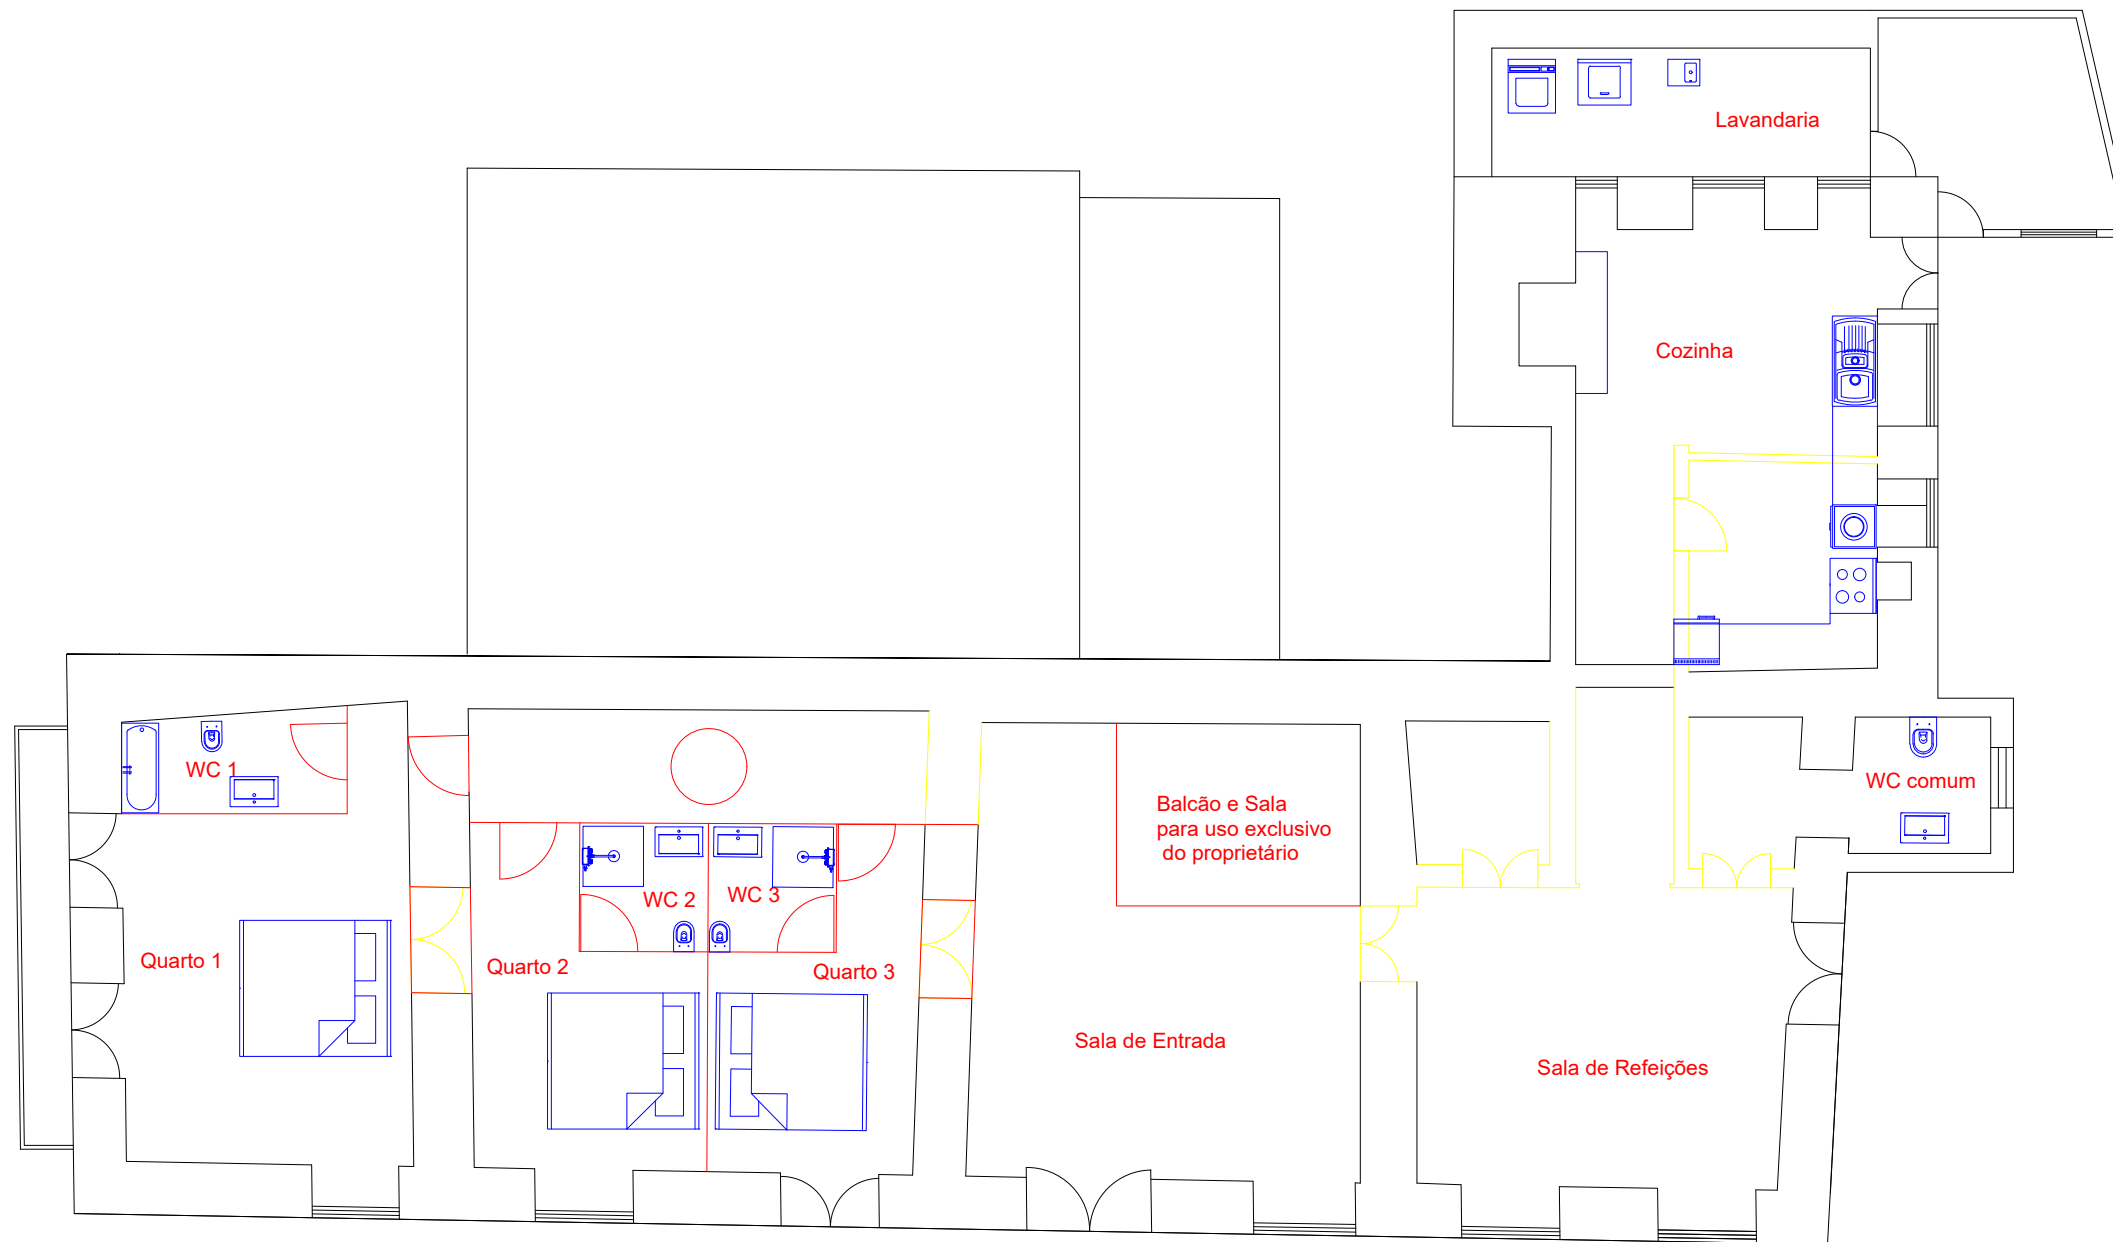 Lavandaria
Cozinha
WC 1
WC comum
Balcão e Sala
para uso exclusivo
do proprietário
WC 2
WC 3
Quarto 1
Quarto 2
Quarto 3
Sala de Entrada
Sala de Refeições